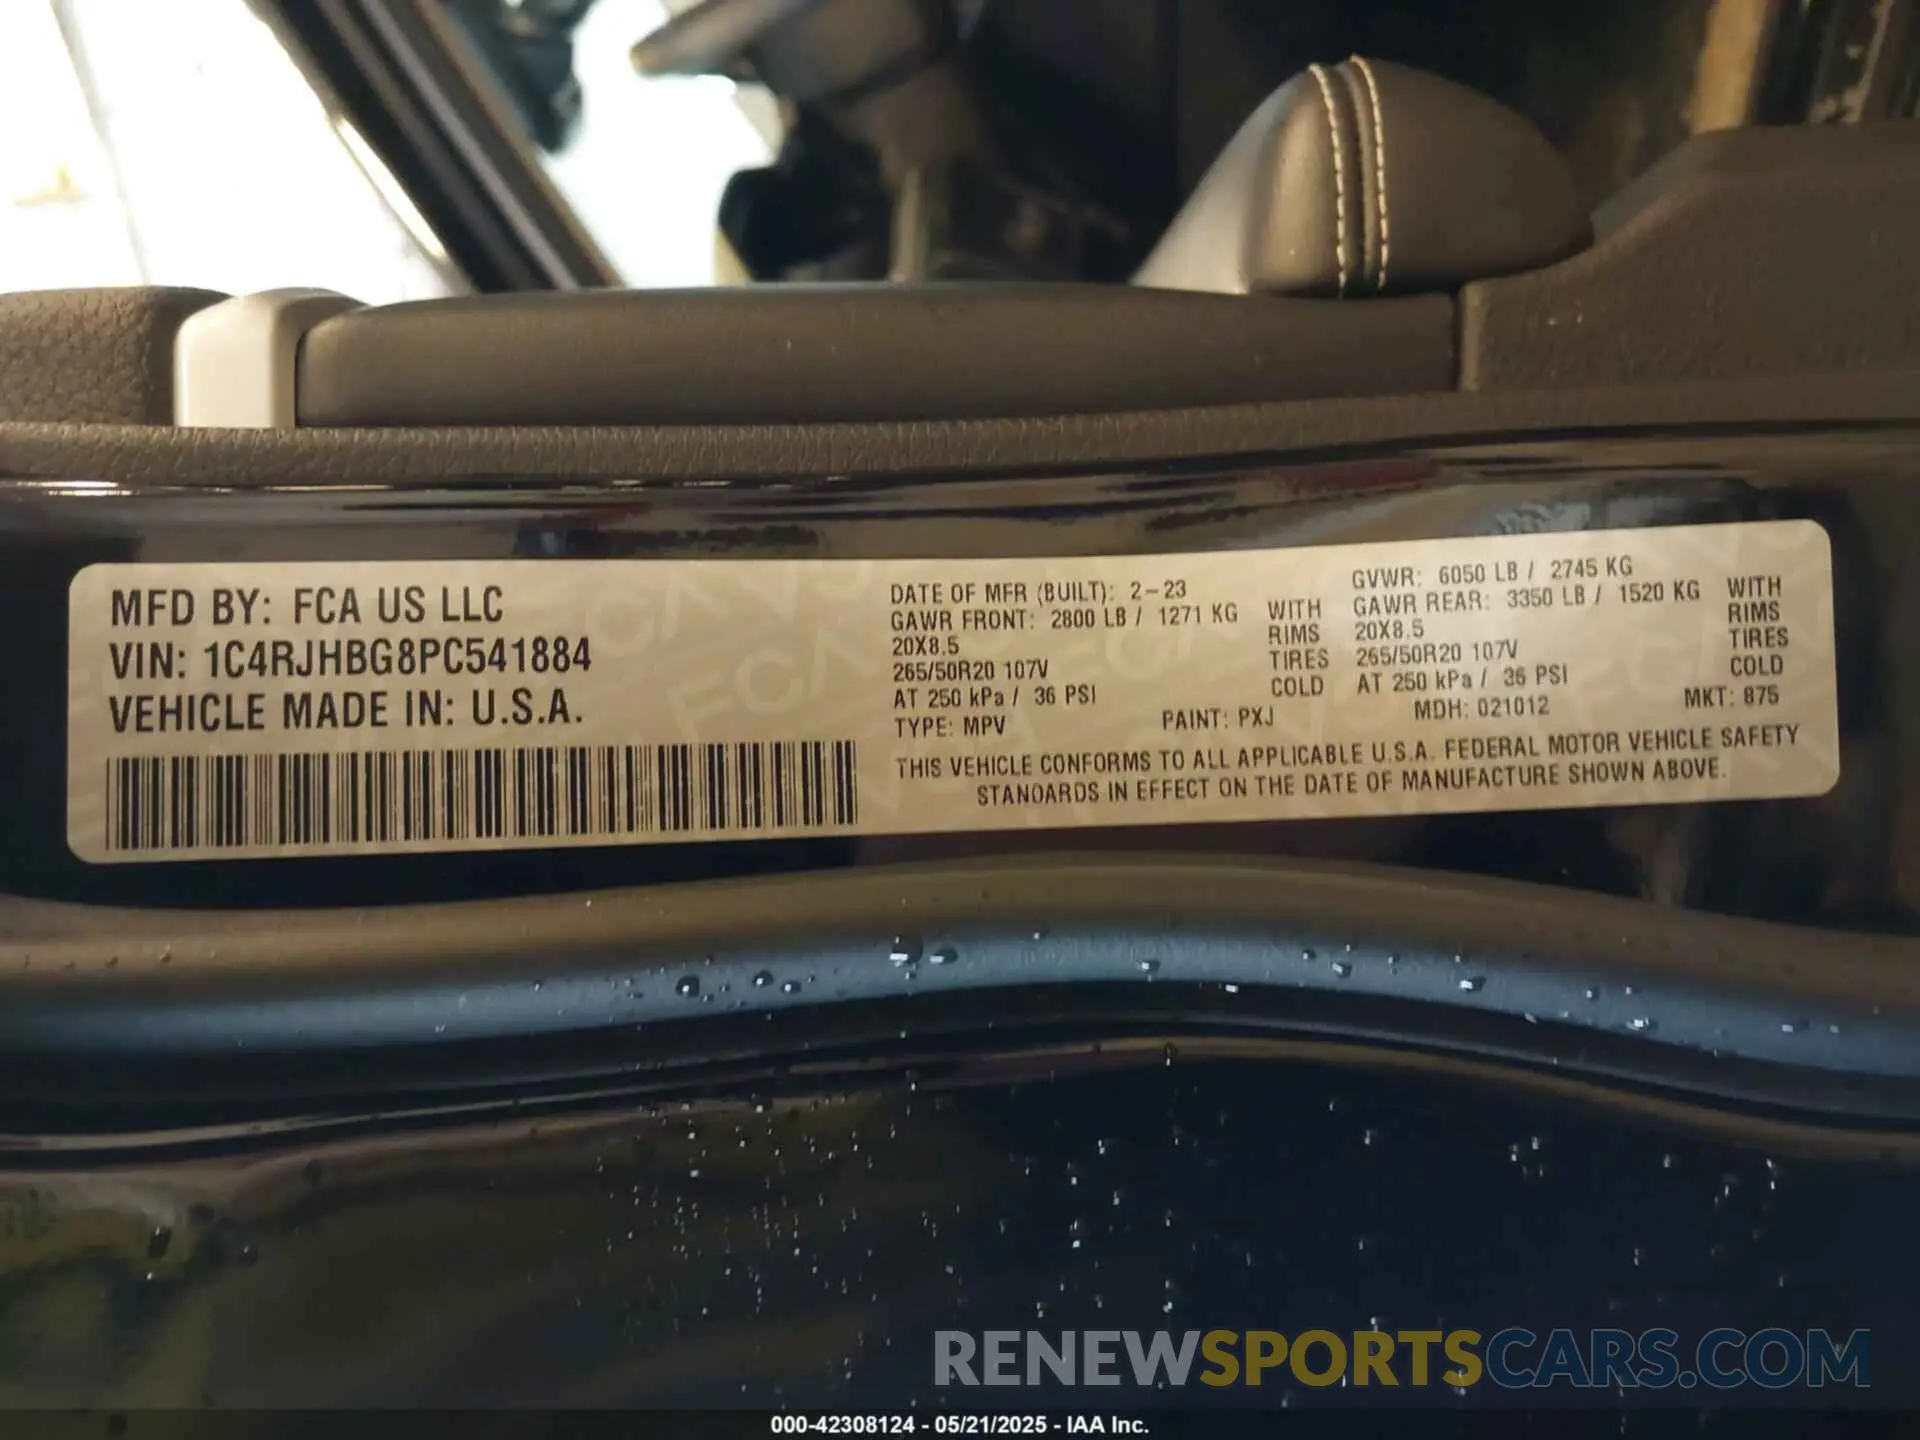 MFD BY: FCA US LLC
VIN: 1C4RJHBG8PC541884
VEHICLE MADE IN: U.S.A.
DATE OF MFR (BUILT): 2-23
GAWR FRONT: 2800 LB / 1271 KG WITH
20X8.5 RIMS
265/50R20 107V TIRES
AT 250 kPa / 36 PSI COLD
TYPE: MPV PAINT: PXJ
GVWR: 6050 LB / 2745 KG
GAWR REAR: 3350 LB / 1520 KG WITH
20X8.5 RIMS
265/50R20 107V TIRES
AT 250 kPa / 36 PSI COLD
MDH: 021012 MKT: 875
THIS VEHICLE CONFORMS TO ALL APPLICABLE U.S.A. FEDERAL MOTOR VEHICLE SAFETY
STANDARDS IN EFFECT ON THE DATE OF MANUFACTURE SHOWN ABOVE.
RENEWSPORTSCARS.COM
000-42308124 - 05/21/2025 - IAA Inc.